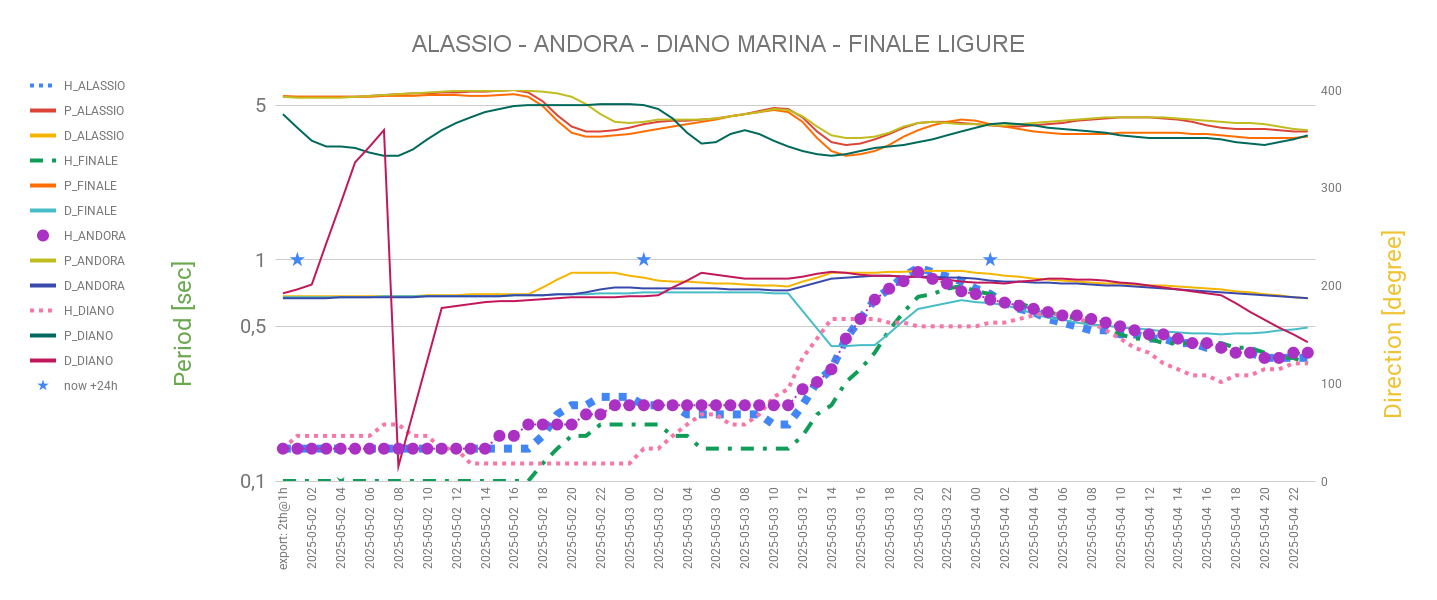 ALASSIO - ANDORA - DIANO MARINA - FINALE LIGURE
H_ALASSIO
P_ALASSIO
D_ALASSIO
H_FINALE
P_FINALE
D_FINALE
H_ANDORA
P_ANDORA
D_ANDORA
H_DIANO
P_DIANO
D_DIANO
now +24h
Period [sec]
5
1
0,5
0,1
400
300
200
100
0
Direction [degree]
export: 2th@1h
2025-05-02 02
2025-05-02 04
2025-05-02 06
2025-05-02 08
2025-05-02 10
2025-05-02 12
2025-05-02 14
2025-05-02 16
2025-05-02 18
2025-05-02 20
2025-05-02 22
2025-05-03 00
2025-05-03 02
2025-05-03 04
2025-05-03 06
2025-05-03 08
2025-05-03 10
2025-05-03 12
2025-05-03 14
2025-05-03 16
2025-05-03 18
2025-05-03 20
2025-05-03 22
2025-05-04 00
2025-05-04 02
2025-05-04 04
2025-05-04 06
2025-05-04 08
2025-05-04 10
2025-05-04 12
2025-05-04 14
2025-05-04 16
2025-05-04 18
2025-05-04 20
2025-05-04 22